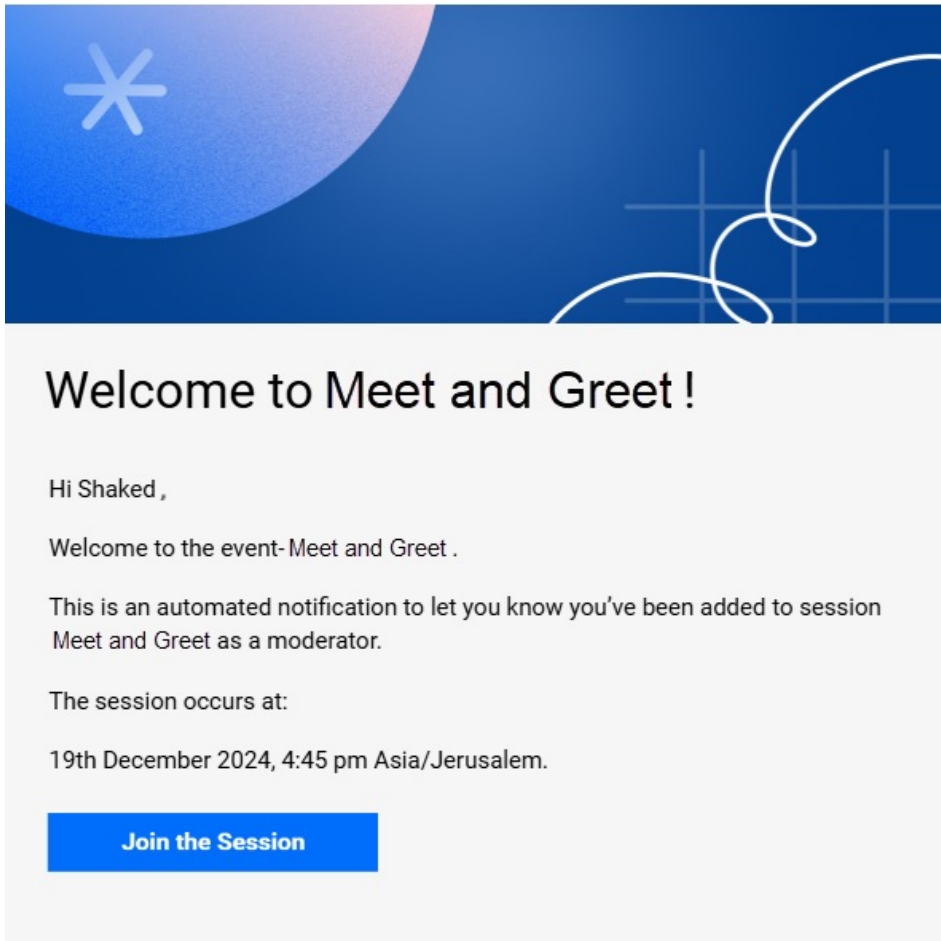 Welcome to Meet and Greet !
Hi Shaked ,
Welcome to the event- Meet and Greet .
This is an automated notification to let you know you’ve been added to session
Meet and Greet as a moderator.
The session occurs at:
19th December 2024, 4:45 pm Asia/Jerusalem.
Join the Session